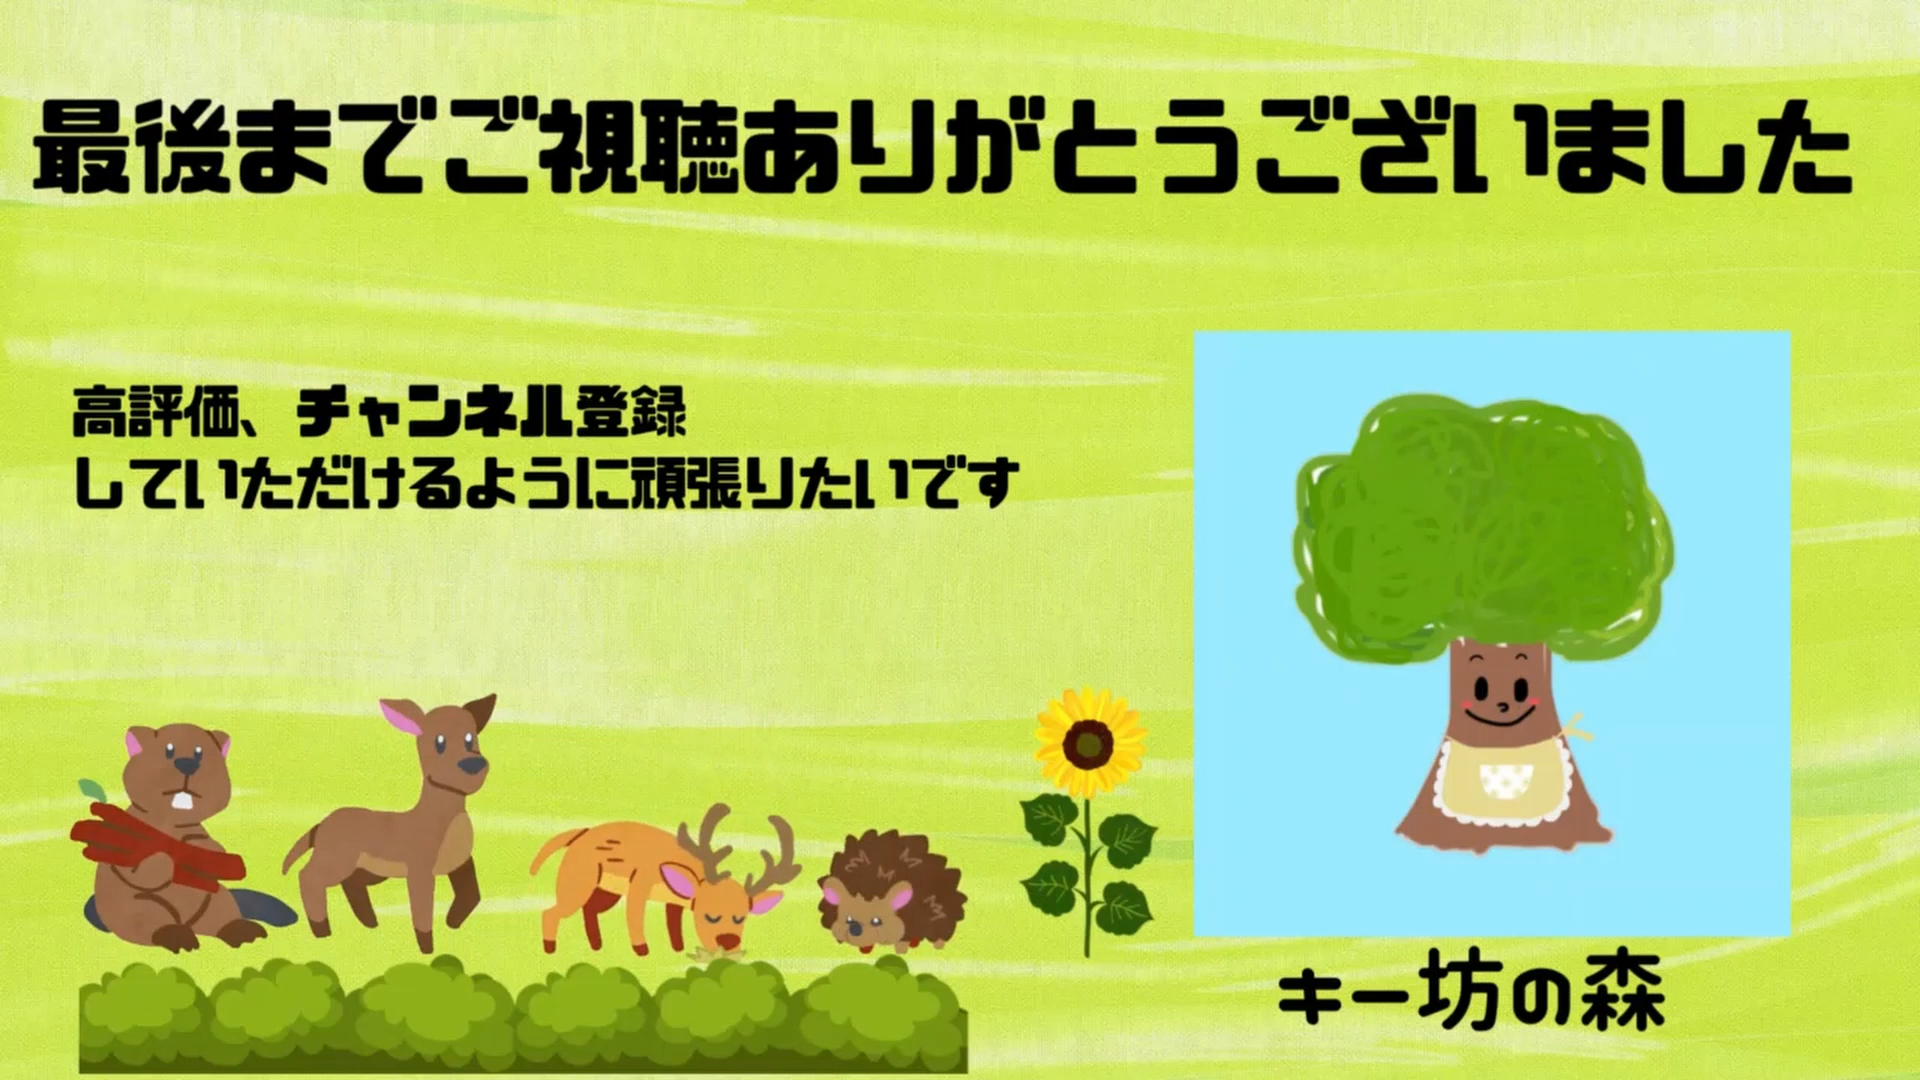 最後までご視聴ありがとうございました
高評価、チャンネル登録
していただけるように頑張りたいです
キー坊の森